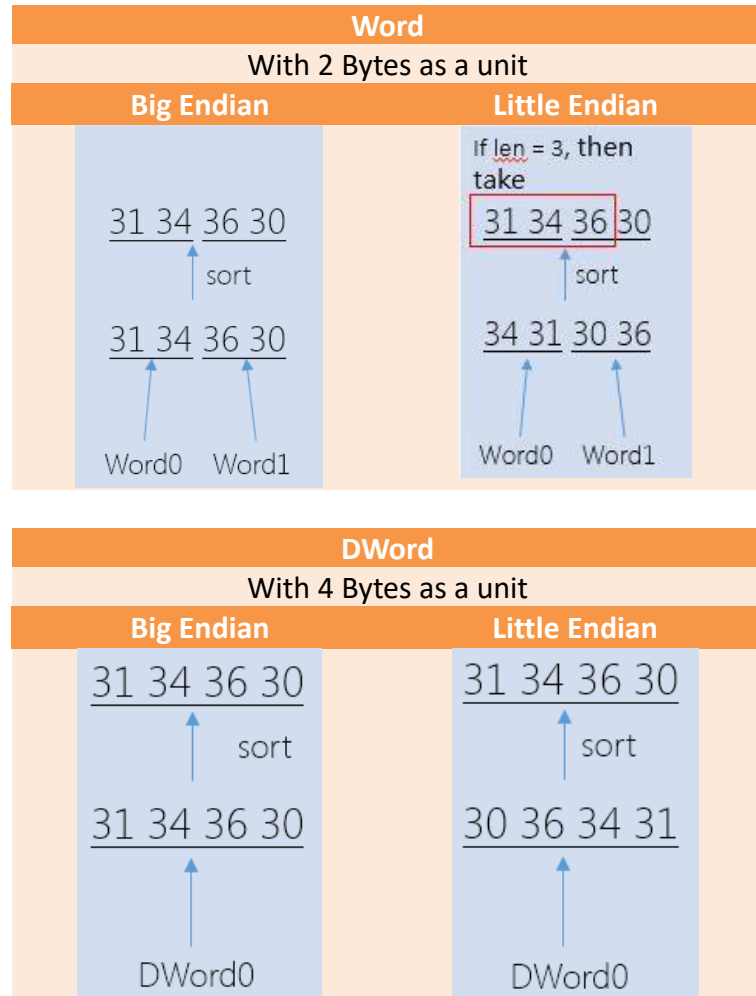 Word
With 2 Bytes as a unit
Big Endian
Little Endian
31 34 36 30
sort
31 34 36 30
Word0 Word1
If len = 3, then
take
31 34 36 30
sort
34 31 30 36
Word0 Word1
DWord
With 4 Bytes as a unit
Big Endian
Little Endian
31 34 36 30
sort
31 34 36 30
DWord0
31 34 36 30
sort
30 36 34 31
DWord0